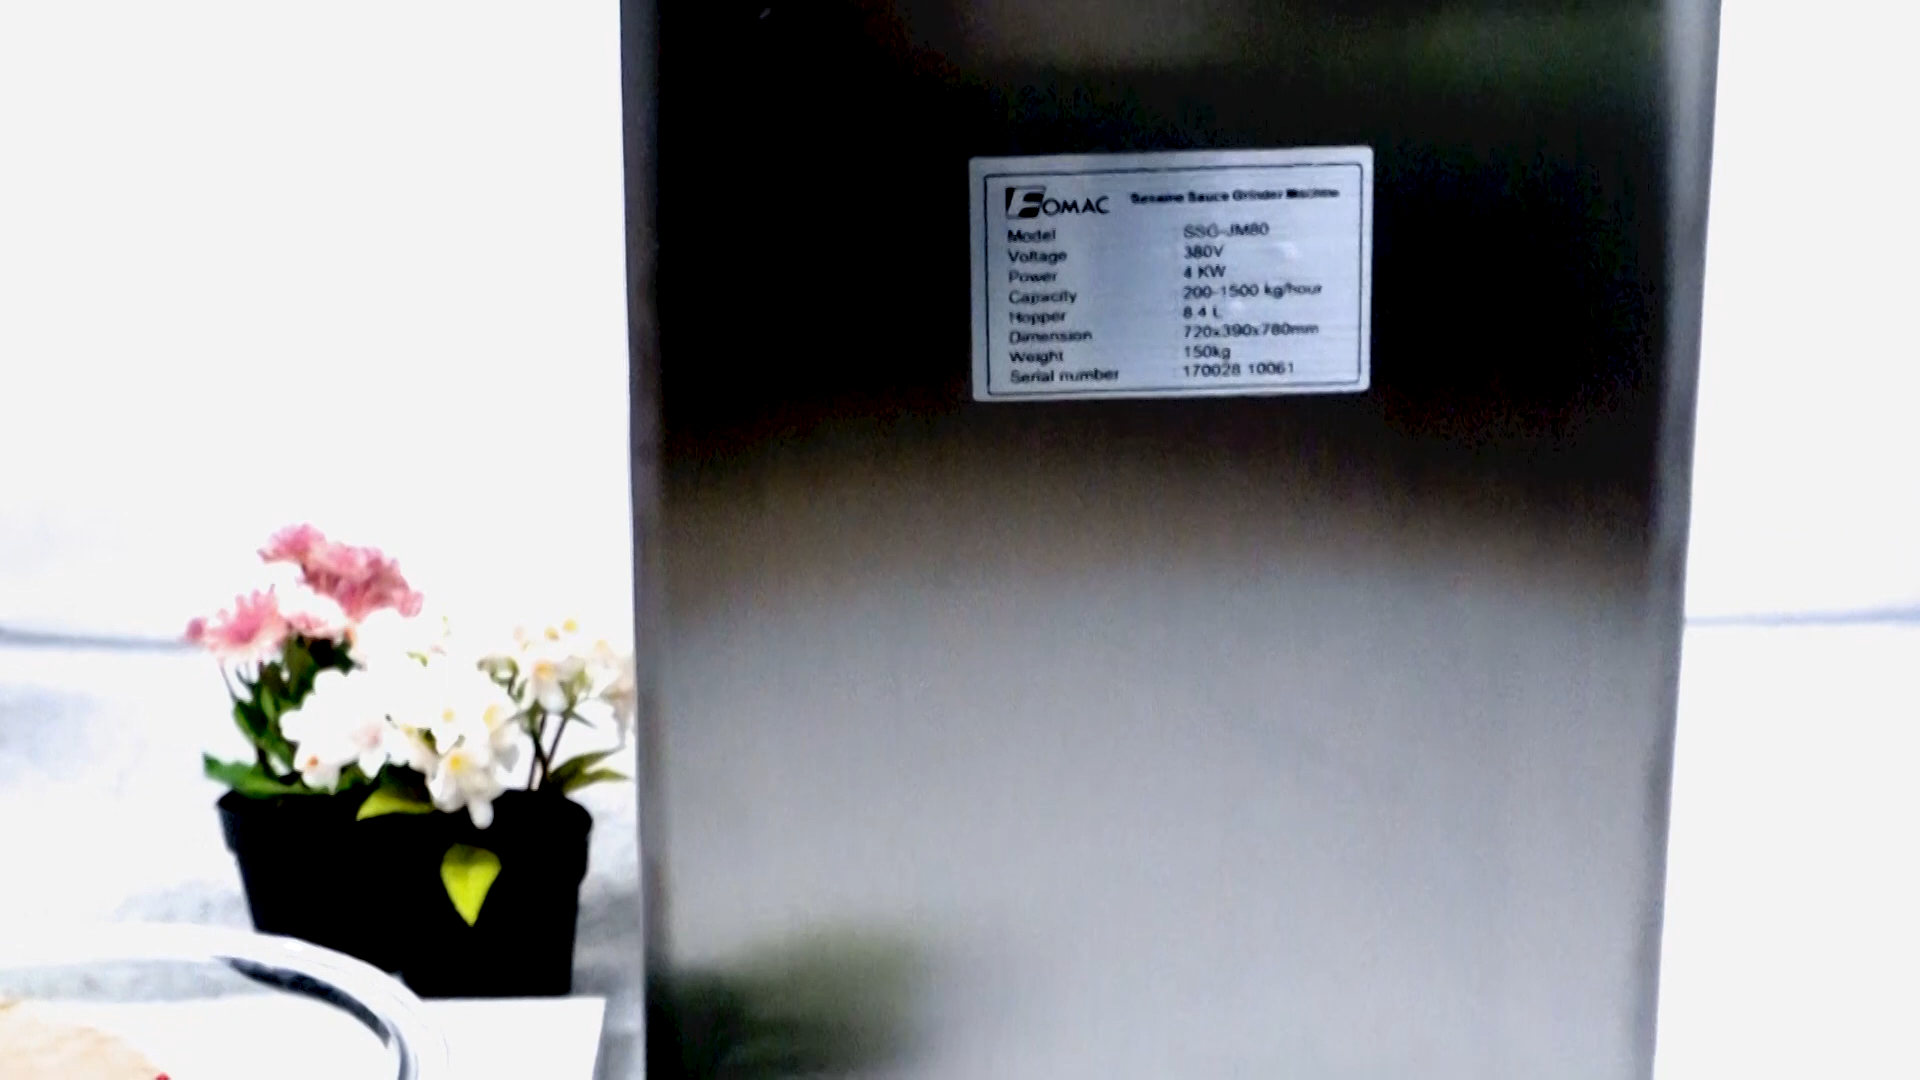 FOMAC Sesame Sauce Grinder Machine
Model SSG-JM80
Voltage 380V
Power 4 KW
Capacity 200-1500 kg/hour
Hopper 8.4 L
Dimension 720x390x780mm
Weight 150kg
Serial number 170028 10061